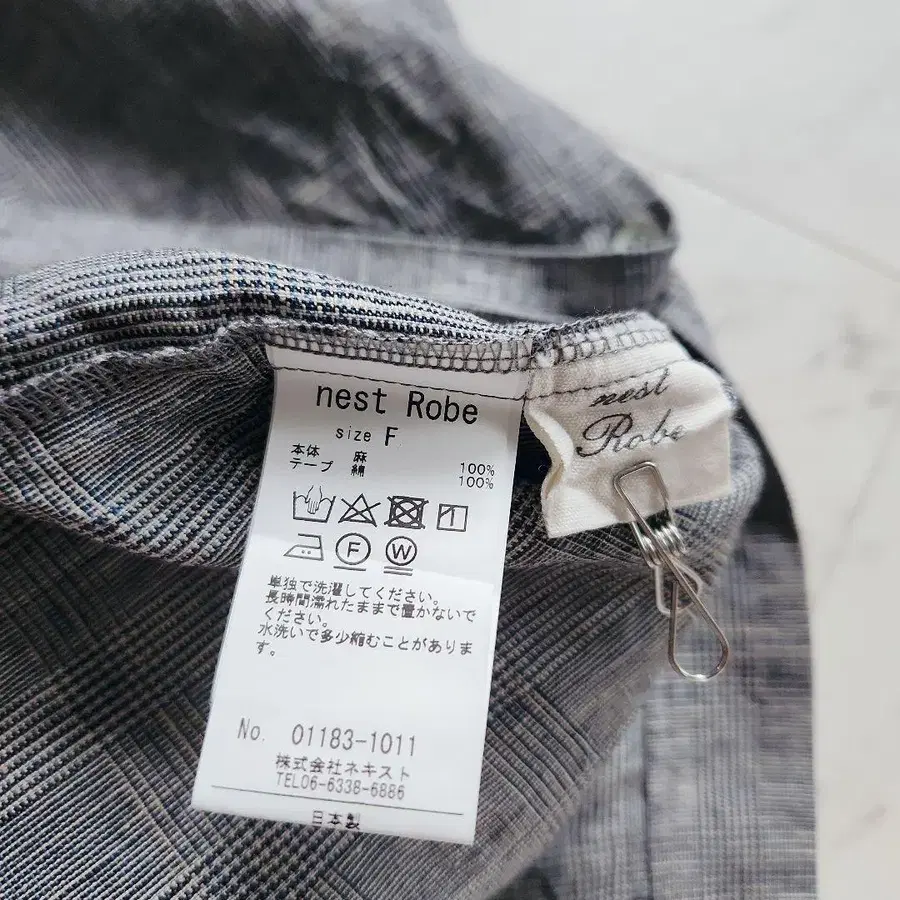 nest Robe
size F
本体 麻 100%
テープ 綿 100%
F W
単独で洗濯してください。
長時間濡れたままで置かないで
ください。
水洗いで多少縮むことがありま
す。
No. 01183-1011
株式会社ネキスト
TEL06-6338-6886
日本製
nest
Robe